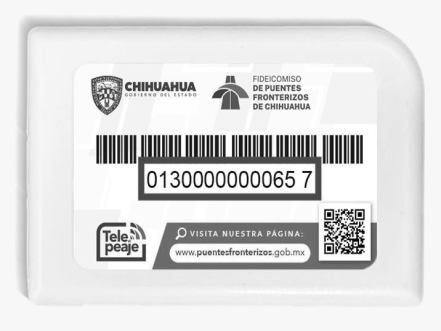 CHIHUAHUA
GOBIERNO DEL ESTADO
FIDEICOMISO
DE PUENTES
FRONTERIZOS
DE CHIHUAHUA
0130000000065 7
Tele
peaje
VISITA NUESTRA PÁGINA:
www.puentesfronterizos.gob.mx